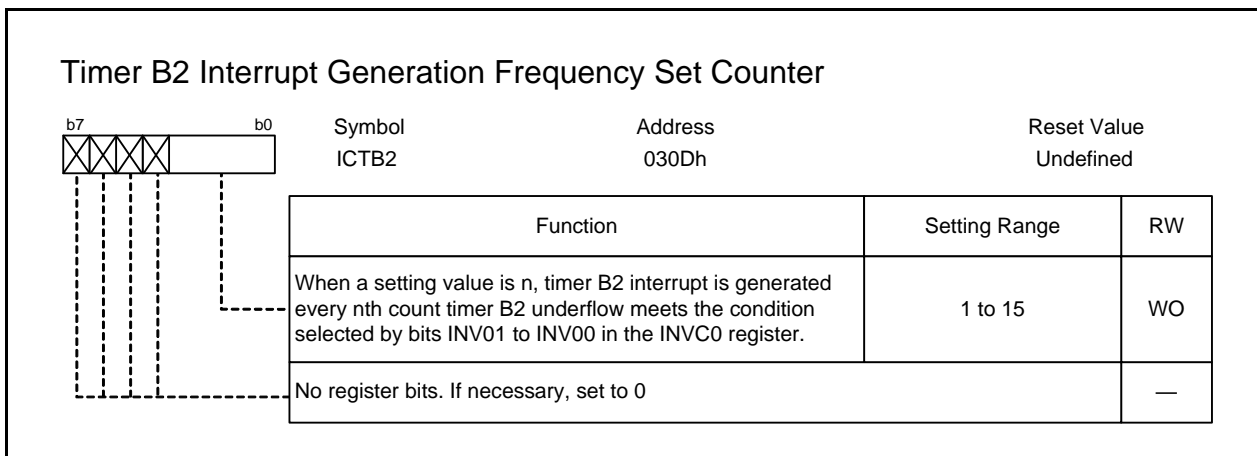 Timer B2 Interrupt Generation Frequency Set Counter
b7 b0 Symbol Address Reset Value
ICTB2 030Dh Undefined
Function Setting Range RW
When a setting value is n, timer B2 interrupt is generated
every nth count timer B2 underflow meets the condition
selected by bits INV01 to INV00 in the INVC0 register.
1 to 15 WO
No register bits. If necessary, set to 0 —